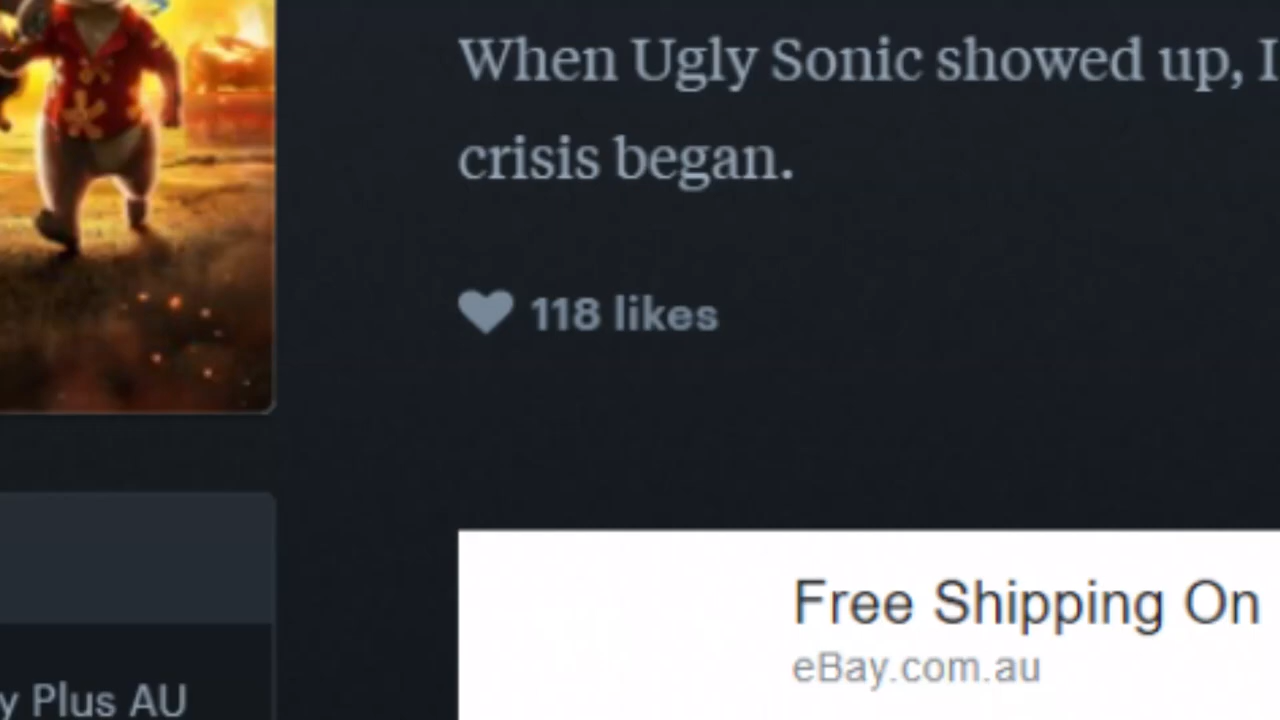 When Ugly Sonic showed up, I
crisis began.
118 likes
Free Shipping On
eBay.com.au
y Plus AU